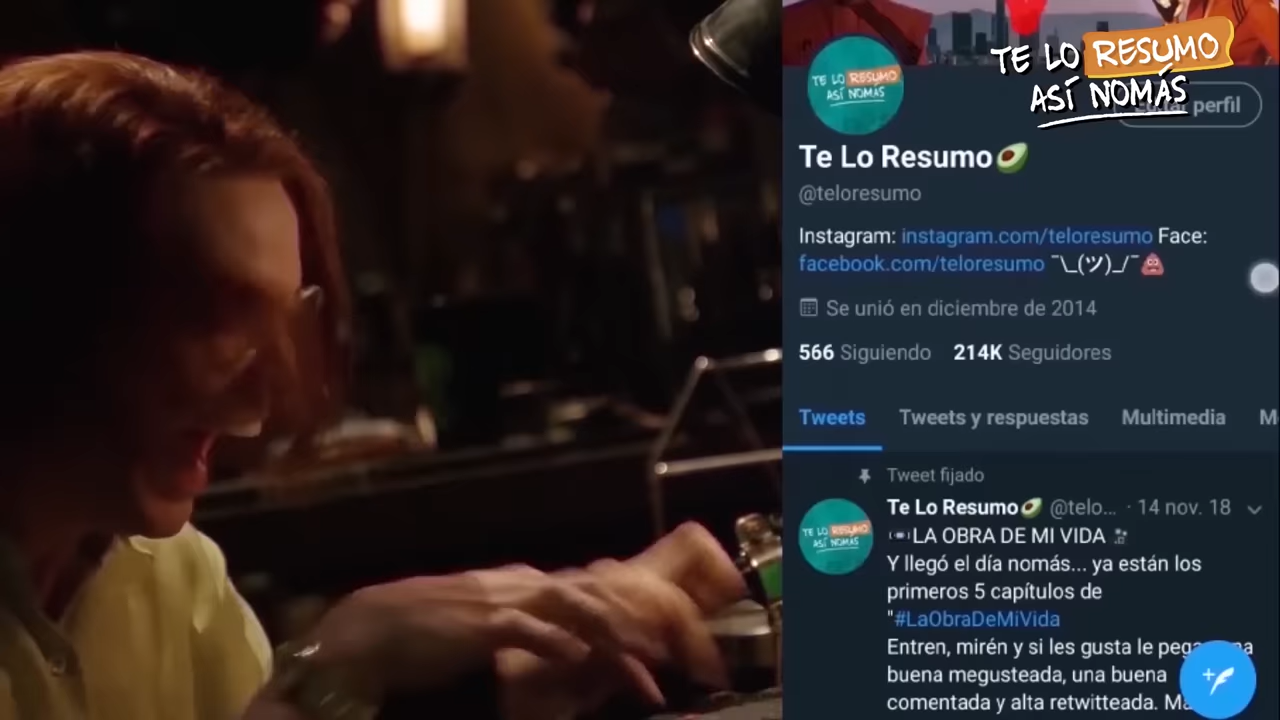 TE LO RESUMO
ASÍ NOMÁS
TE LO RESUMO
ASÍ NOMÁS
perfil
Te Lo Resumo🥑
@teloresumo
Instagram: instagram.com/teloresumo Face:
facebook.com/teloresumo ¯\_(ツ)_/¯💩
Se unió en diciembre de 2014
566 Siguiendo 214K Seguidores
Tweets Tweets y respuestas Multimedia M
Tweet fijado
Te Lo Resumo🥑 @telo... · 14 nov. 18
TE LO RESUMO
ASÍ NOMÁS
LA OBRA DE MI VIDA
Y llegó el día nomás... ya están los
primeros 5 capítulos de
"#LaObraDeMiVida
Entren, mirén y si les gusta le
buena megusteada, una buena
comentada y alta retwitteada.